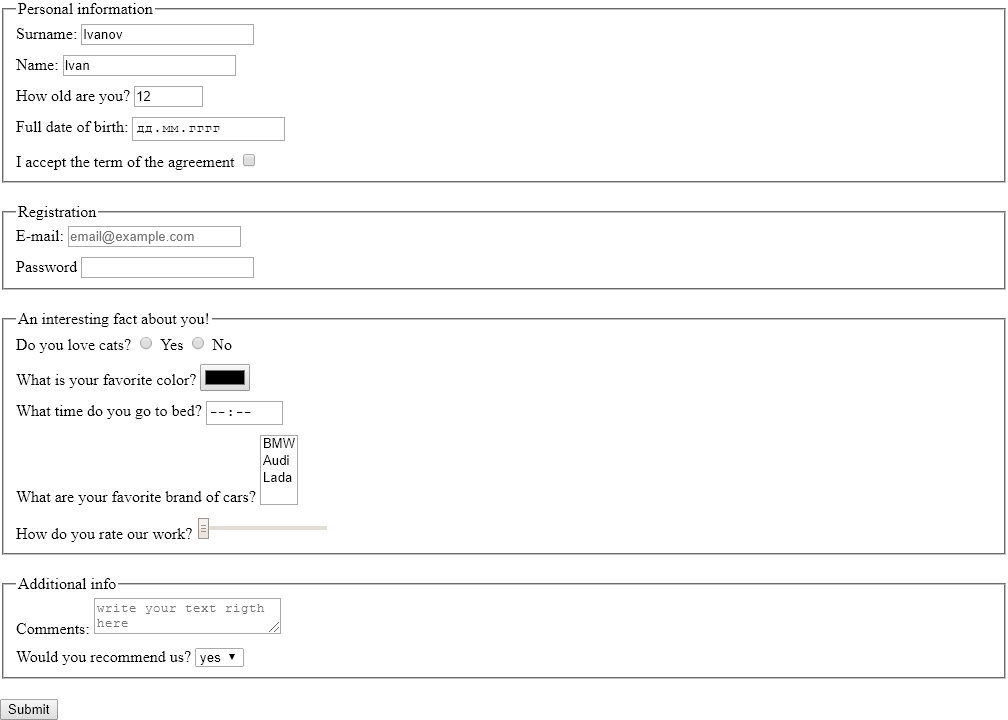 Personal information
Surname: Ivanov
Name: Ivan
How old are you? 12
Full date of birth: дд.мм.гггг
I accept the term of the agreement
Registration
E-mail: email@example.com
Password
An interesting fact about you!
Do you love cats? Yes No
What is your favorite color?
What time do you go to bed? --:--
BMW
Audi
Lada
What are your favorite brand of cars?
How do you rate our work?
Additional info
write your text rigth
here
Comments:
Would you recommend us? yes
Submit